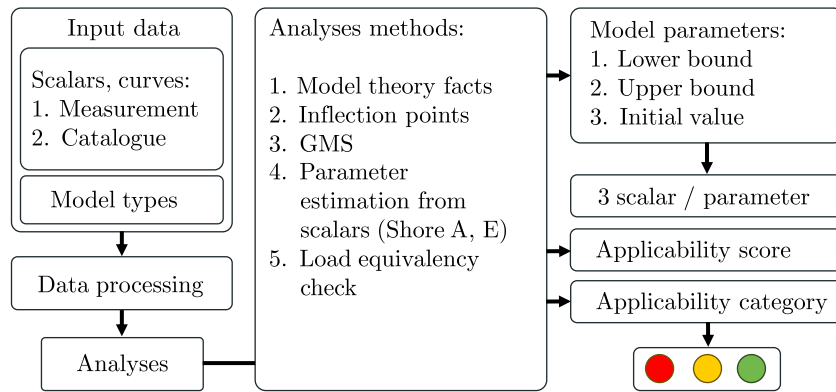 Input data
Scalars, curves:
1. Measurement
2. Catalogue
Model types
Data processing
Analyses
Analyses methods:
1. Model theory facts
2. Inflection points
3. GMS
4. Parameter
estimation from
scalars (Shore A, E)
5. Load equivalency
check
Model parameters:
1. Lower bound
2. Upper bound
3. Initial value
3 scalar / parameter
Applicability score
Applicability category